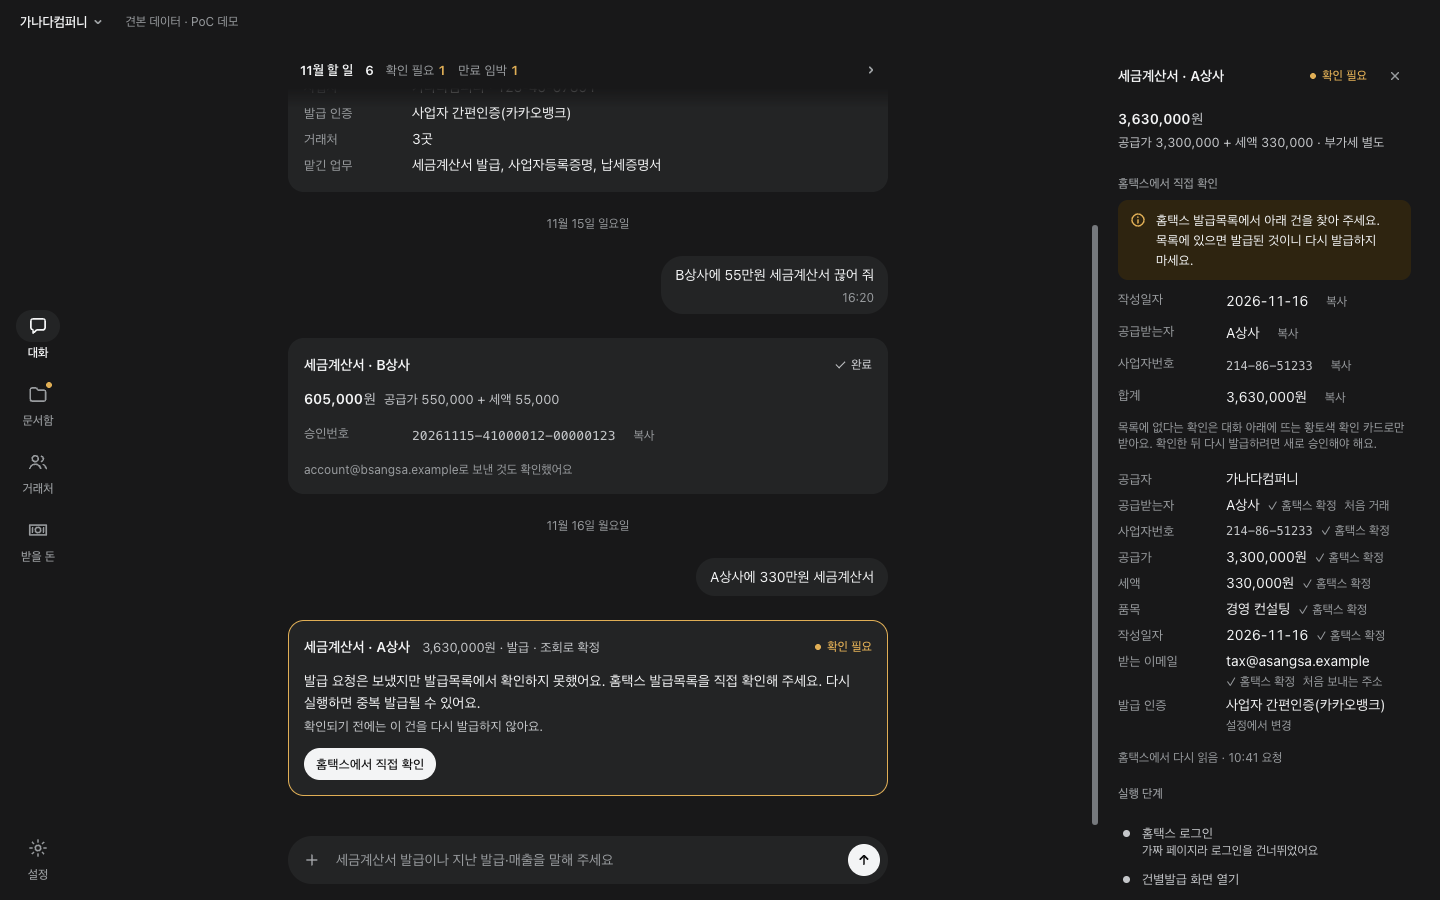 가나다컴퍼니
견본 데이터 · PoC 데모
11월 할 일 6 확인 필요 1 만료 임박 1
발급 인증 사업자 간편인증(카카오뱅크)
거래처 3곳
맡긴 업무 세금계산서 발급, 사업자등록증명, 납세증명서
11월 15일 일요일
B상사에 55만원 세금계산서 끊어 줘
16:20
세금계산서 · B상사 완료
605,000원 공급가 550,000 + 세액 55,000
승인번호 20261115-41000012-00000123 복사
account@bsangsa.example로 보낸 것도 확인했어요
11월 16일 월요일
A상사에 330만원 세금계산서
세금계산서 · A상사 3,630,000원 · 발급 · 조회로 확정 확인 필요
발급 요청은 보냈지만 발급목록에서 확인하지 못했어요. 홈택스 발급목록을 직접 확인해 주세요. 다시
실행하면 중복 발급될 수 있어요.
확인되기 전에는 이 건을 다시 발급하지 않아요.
홈택스에서 직접 확인
세금계산서 발급이나 지난 발급·매출을 말해 주세요
대화
문서함
거래처
받을 돈
설정
세금계산서 · A상사 확인 필요
3,630,000원
공급가 3,300,000 + 세액 330,000 · 부가세 별도
홈택스에서 직접 확인
홈택스 발급목록에서 아래 건을 찾아 주세요.
목록에 있으면 발급된 것이니 다시 발급하지
마세요.
작성일자 2026-11-16 복사
공급받는자 A상사 복사
사업자번호 214-86-51233 복사
합계 3,630,000원 복사
목록에 없다는 확인은 대화 아래에 뜨는 황토색 확인 카드로만
받아요. 확인한 뒤 다시 발급하려면 새로 승인해야 해요.
공급자 가나다컴퍼니
공급받는자 A상사 ✓ 홈택스 확정 처음 거래
사업자번호 214-86-51233 ✓ 홈택스 확정
공급가 3,300,000원 ✓ 홈택스 확정
세액 330,000원 ✓ 홈택스 확정
품목 경영 컨설팅 ✓ 홈택스 확정
작성일자 2026-11-16 ✓ 홈택스 확정
받는 이메일 tax@asangsa.example
✓ 홈택스 확정 처음 보내는 주소
발급 인증 사업자 간편인증(카카오뱅크)
설정에서 변경
홈택스에서 다시 읽음 · 10:41 요청
실행 단계
홈택스 로그인
가짜 페이지라 로그인을 건너뛰었어요
건별발급 화면 열기